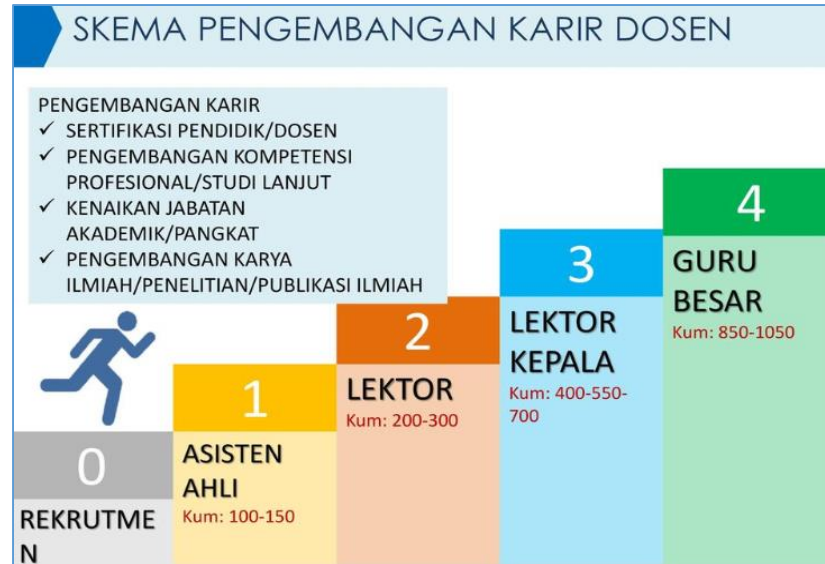 SKEMA PENGEMBANGAN KARIR DOSEN
PENGEMBANGAN KARIR
✓ SERTIFIKASI PENDIDIK/DOSEN
✓ PENGEMBANGAN KOMPETENSI
PROFESIONAL/STUDI LANJUT
✓ KENAIKAN JABATAN
AKADEMIK/PANGKAT
✓ PENGEMBANGAN KARYA
ILMIAH/PENELITIAN/PUBLIKASI ILMIAH
0
REKRUTME
N
1
ASISTEN
AHLI
Kum: 100-150
2
LEKTOR
Kum: 200-300
3
LEKTOR
KEPALA
Kum: 400-550-
700
4
GURU
BESAR
Kum: 850-1050